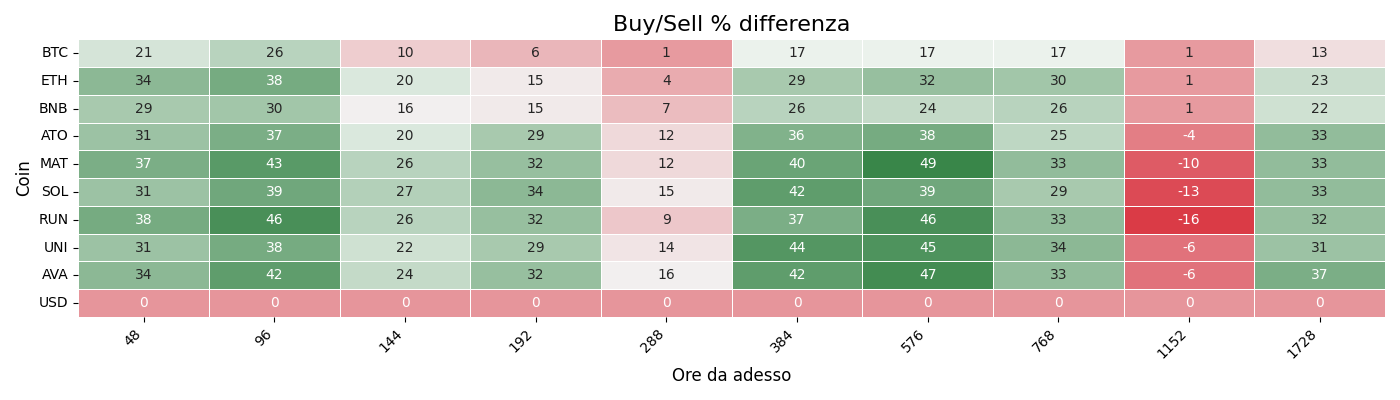 Buy/Sell % differenza
BTC 21 26 10 6 1 17 17 17 1 13
ETH 34 38 20 15 4 29 32 30 1 23
BNB 29 30 16 15 7 26 24 26 1 22
ATO 31 37 20 29 12 36 38 25 -4 33
MAT 37 43 26 32 12 40 49 33 -10 33
SOL 31 39 27 34 15 42 39 29 -13 33
RUN 38 46 26 32 9 37 46 33 -16 32
UNI 31 38 22 29 14 44 45 34 -6 31
AVA 34 42 24 32 16 42 47 33 -6 37
USD 0 0 0 0 0 0 0 0 0 0
Coin
48 96 144 192 288 384 576 768 1152 1728
Ore da adesso